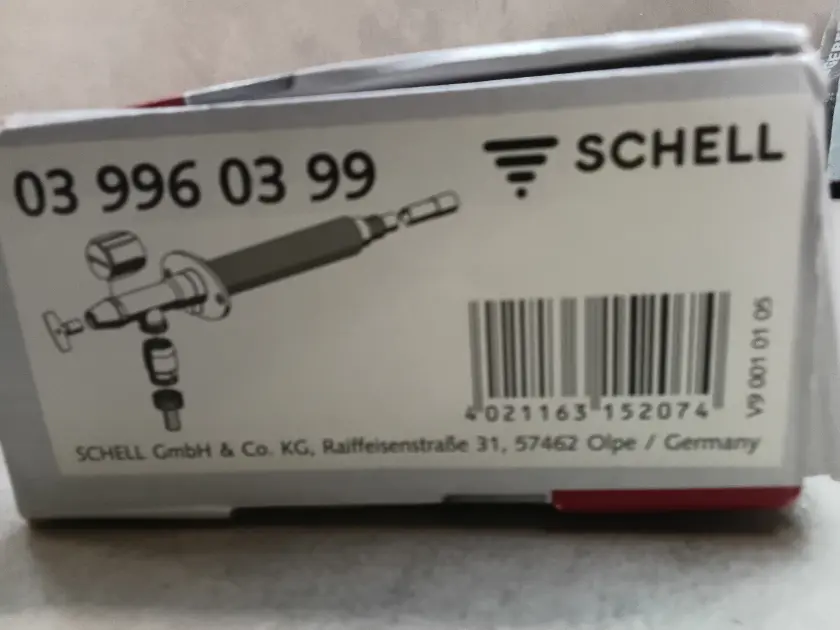 03 996 03 99
SCHELL
4 021163 152074
V9 001 01 05
SCHELL GmbH & Co. KG, Raiffeisenstraße 31, 57462 Olpe / Germany